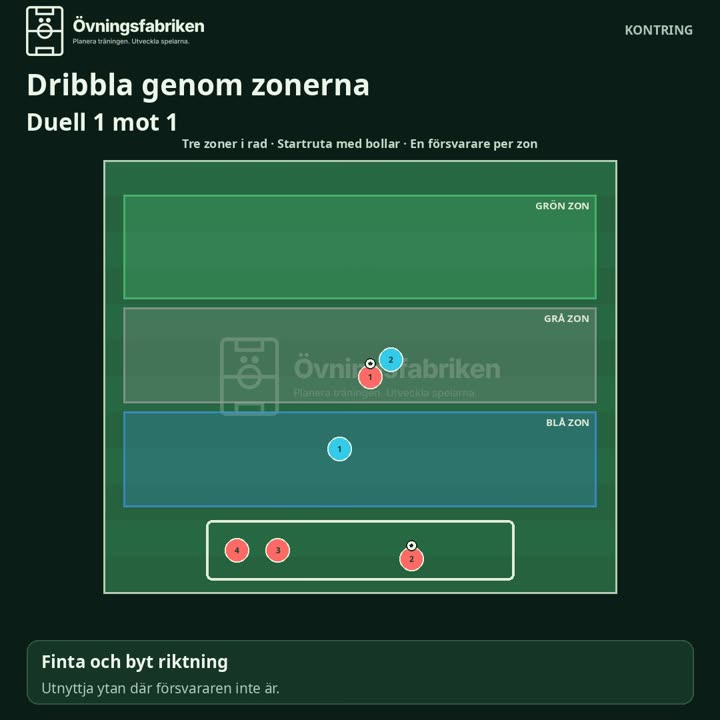 Övningsfabriken
Planera träningen. Utveckla spelarna.
KONTRING
Dribbla genom zonerna
Duell 1 mot 1
Tre zoner i rad · Startruta med bollar · En försvarare per zon
GRÖN ZON
GRÅ ZON
2
1
Övningsfabriken
Planera träningen. Utveckla spelarna.
BLÅ ZON
1
4
3
2
Finta och byt riktning
Utnyttja ytan där försvararen inte är.